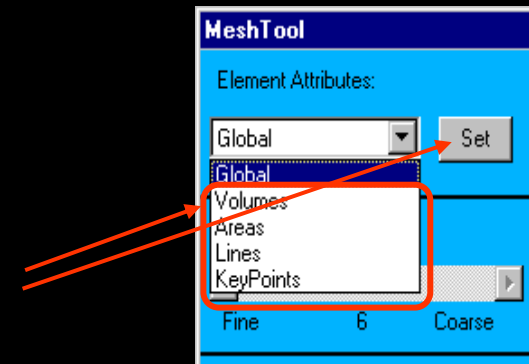 MeshTool
Element Attributes:
Global
Set
Global
Volumes
Areas
Lines
KeyPoints
Fine 6 Coarse